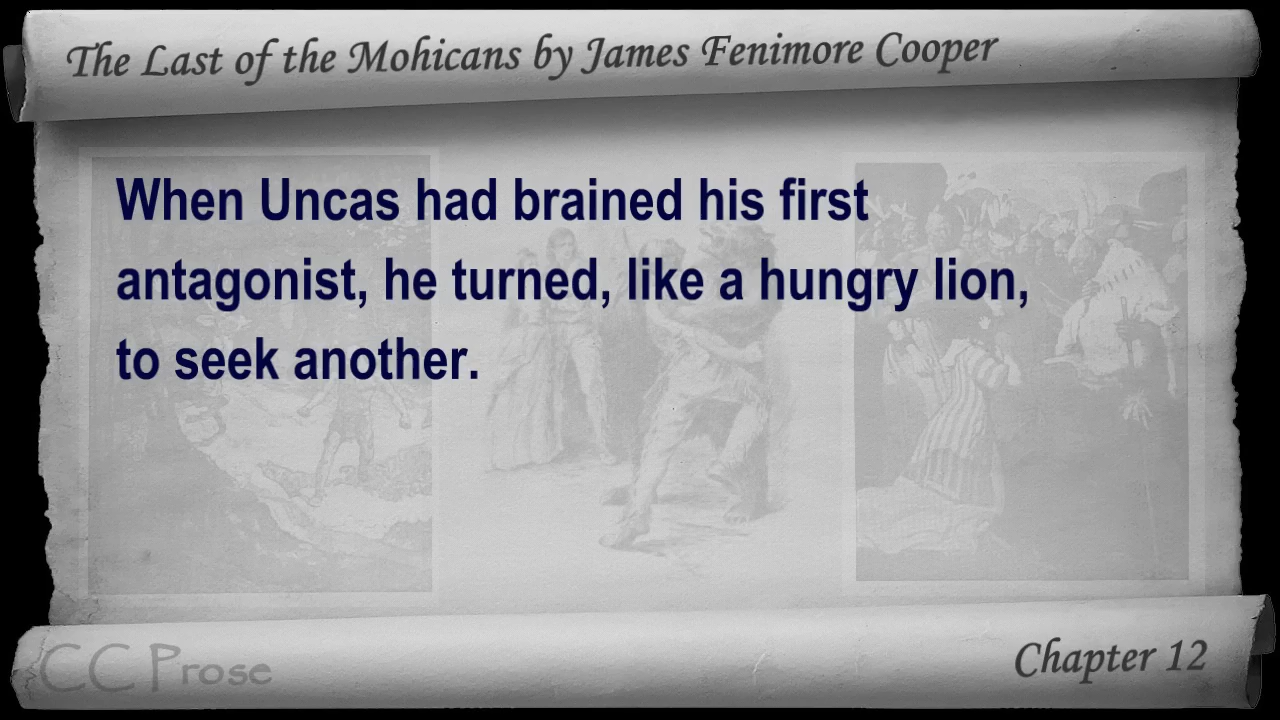 The Last of the Mohicans by James Fenimore Cooper
When Uncas had brained his first
antagonist, he turned, like a hungry lion,
to seek another.
CC Prose
Chapter 12